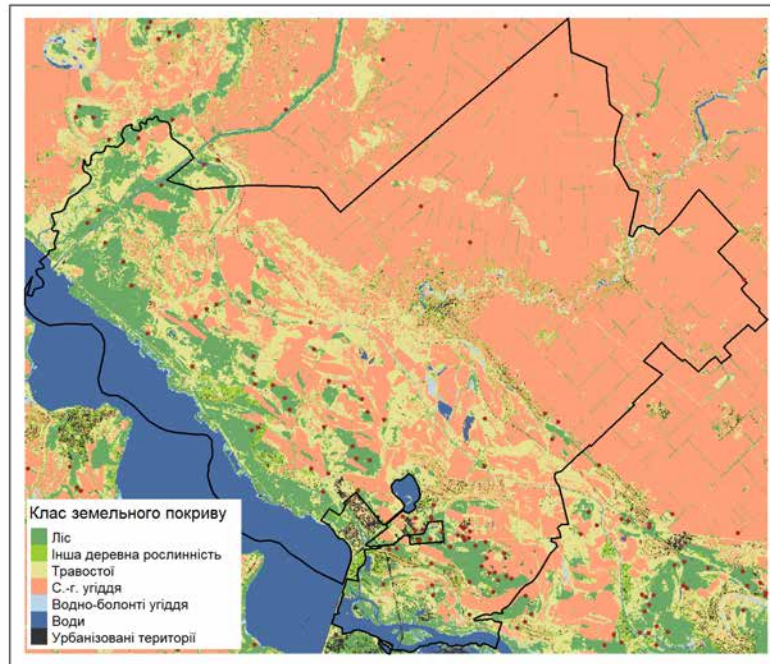 Клас земельного покриву
Ліс
Інша деревна рослинність
Травостої
С.-г. угіддя
Водно-болонті угіддя
Води
Урбанізовані території